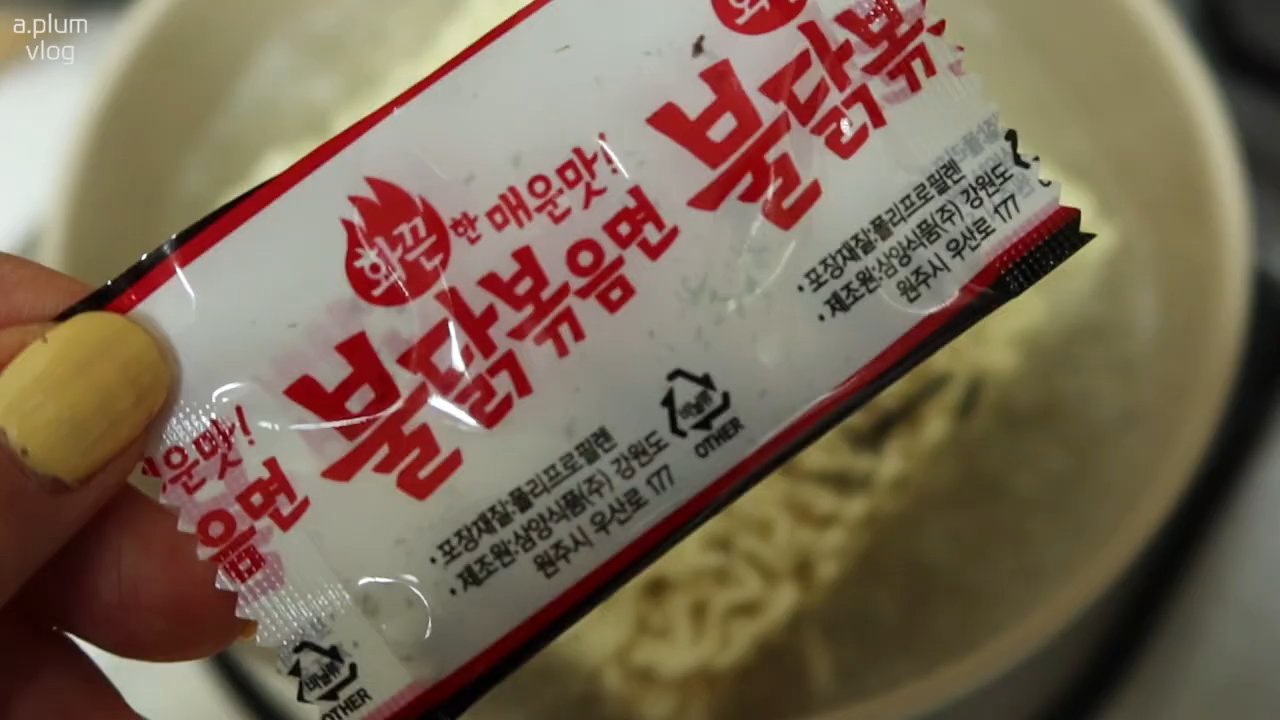 a.plum
vlog
화끈한 매운맛!
불닭볶음면
불닭볶
운맛!
음면
• 포장재질:폴리프로필렌
• 제조원:삼양식품(주) 강원도
원주시 우산로 177
비닐류
OTHER
• 포장재질:폴리프로필렌
• 제조원:삼양식품(주) 강원도
원주시 우산로 177
비닐류
OTHER